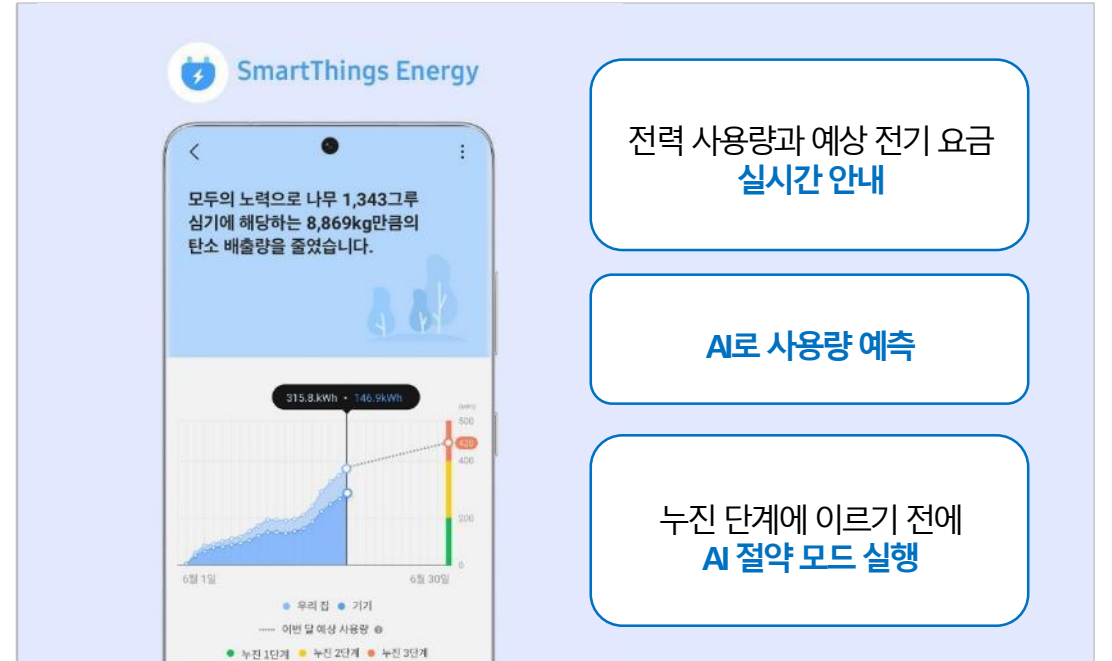 SmartThings Energy
모두의 노력으로 나무 1,343그루
심기에 해당하는 8,869kg만큼의
탄소 배출량을 줄였습니다.
315.8.kWh • 146.9kWh
500
420
400
200
0
6월 1일
6월 30일
우리 집 기기
이번 달 예상 사용량
누진 1단계 누진 2단계 누진 3단계
전력 사용량과 예상 전기 요금
실시간 안내
AI로 사용량 예측
누진 단계에 이르기 전에
AI 절약 모드 실행